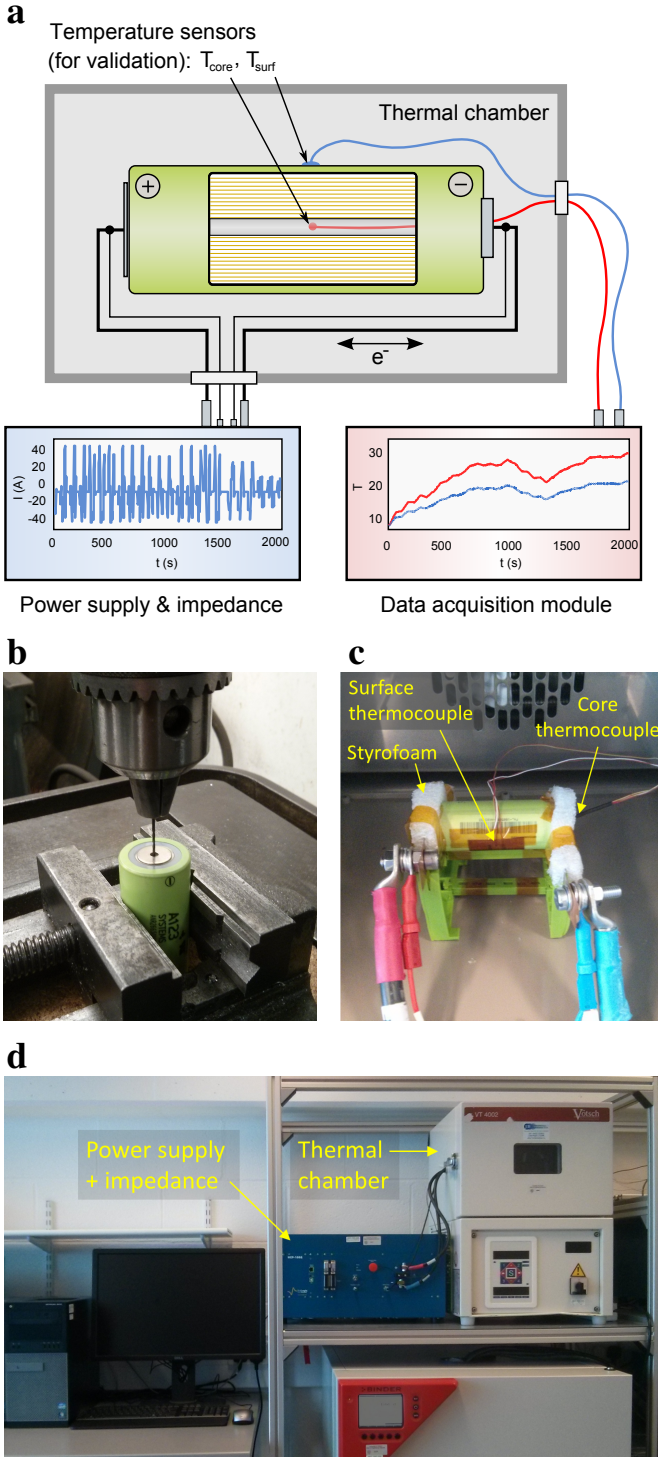 a
Temperature sensors
(for validation): Tcore, Tsurf
Thermal chamber
+
−
e-
40
20
0
-20
-40
I (A)
0 500 1000 1500 2000
t (s)
30
20
10
T
0 500 1000 1500 2000
t (s)
Power supply & impedance
Data acquisition module
b
A123
SYSTEMS
c
Surface
thermocouple
Core
thermocouple
Styrofoam
d
VT 4002
Vötsch
Power supply
+ impedance
Thermal
chamber
BINDER